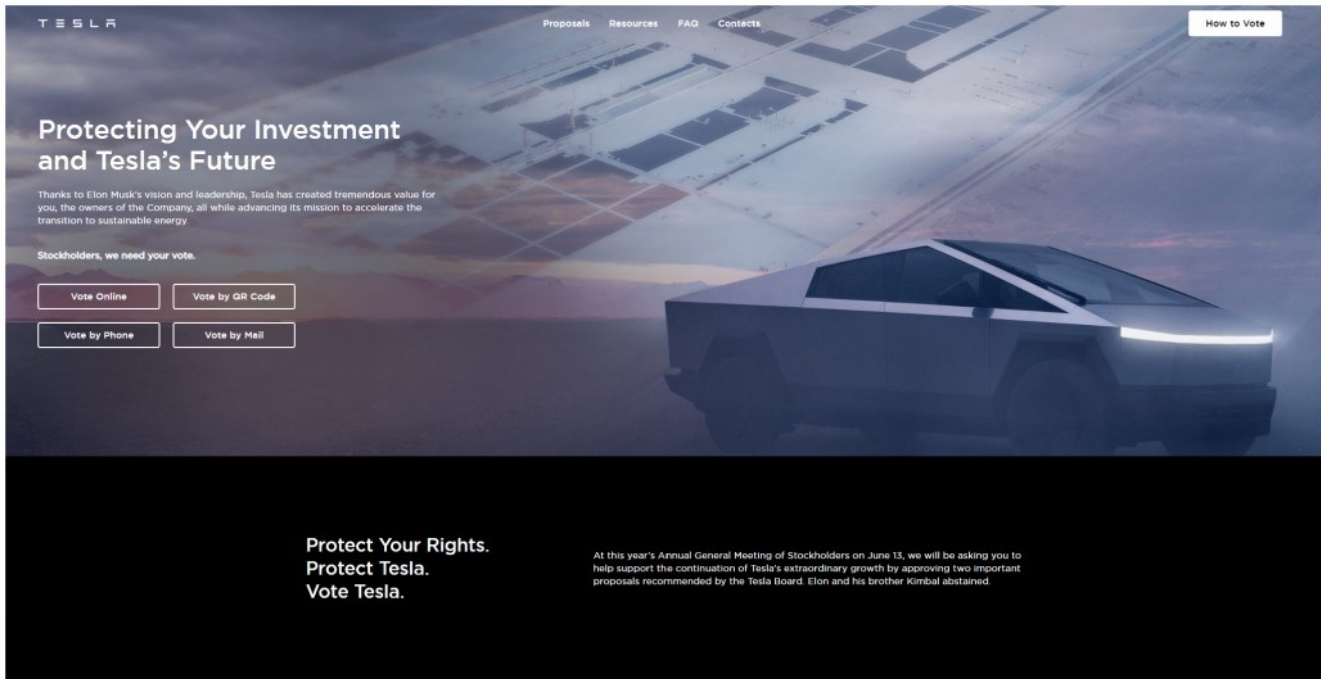 TESLA
Proposals Resources FAQ Contacts
How to Vote
Protecting Your Investment
and Tesla's Future
Thanks to Elon Musk's vision and leadership, Tesla has created tremendous value for
you, the owners of the Company, all while advancing its mission to accelerate the
transition to sustainable energy.
Stockholders, we need your vote.
Vote Online Vote by QR Code
Vote by Phone Vote by Mail
Protect Your Rights.
Protect Tesla.
Vote Tesla.
At this year's Annual General Meeting of Stockholders on June 13, we will be asking you to
help support the continuation of Tesla's extraordinary growth by approving two important
proposals recommended by the Tesla Board. Elon and his brother Kimbal abstained.